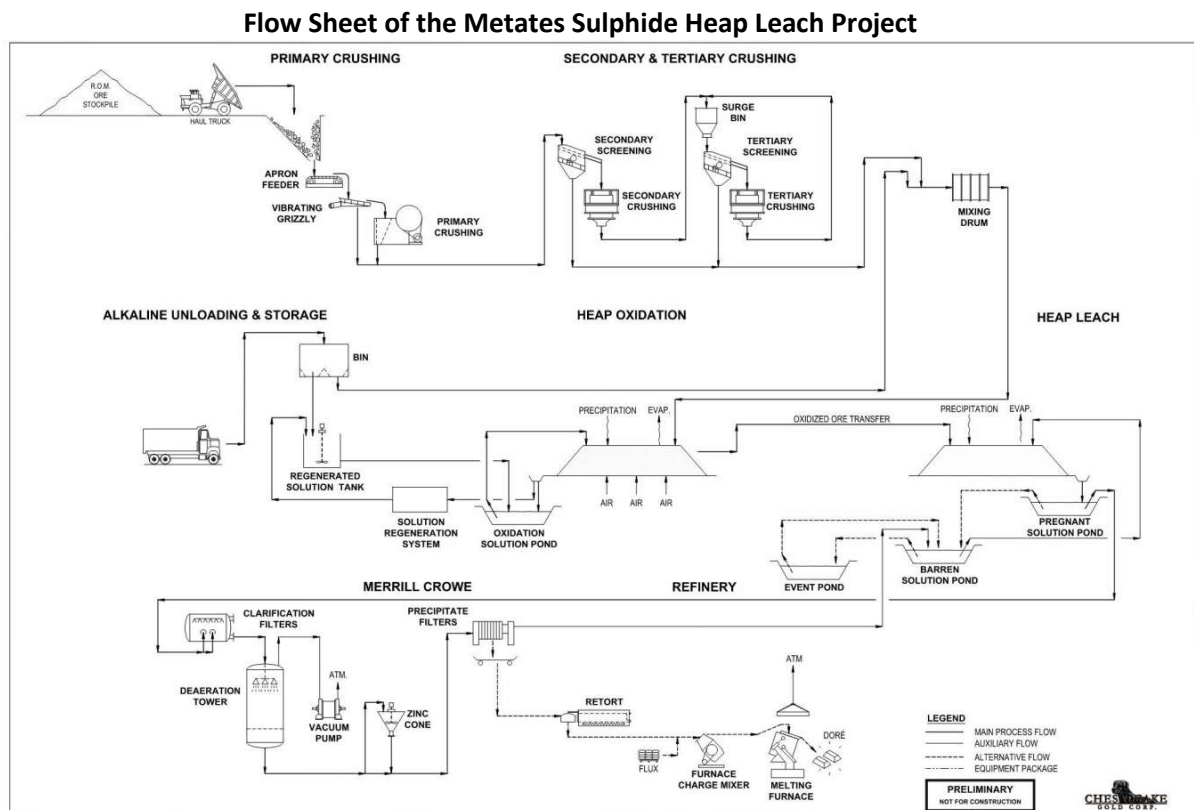 Flow Sheet of the Metates Sulphide Heap Leach Project
PRIMARY CRUSHING
SECONDARY & TERTIARY CRUSHING
R.O.M.
ORE
STOCKPILE
HAUL TRUCK
APRON
FEEDER
VIBRATING
GRIZZLY
PRIMARY
CRUSHING
SECONDARY
SCREENING
SECONDARY
CRUSHING
SURGE
BIN
TERTIARY
SCREENING
TERTIARY
CRUSHING
MIXING
DRUM
ALKALINE UNLOADING & STORAGE
HEAP OXIDATION
HEAP LEACH
BIN
REGENERATED
SOLUTION TANK
SOLUTION
REGENERATION
SYSTEM
OXIDATION
SOLUTION POND
PRECIPITATION
EVAP.
AIR
AIR
AIR
OXIDIZED ORE TRANSFER
PRECIPITATION
EVAP.
PREGNANT
SOLUTION POND
BARREN
SOLUTION POND
EVENT POND
MERRILL CROWE
REFINERY
CLARIFICATION
FILTERS
DEAERATION
TOWER
ATM.
VACUUM
PUMP
ZINC
CONE
PRECIPITATE
FILTERS
RETORT
FLUX
FURNACE
CHARGE MIXER
ATM
MELTING
FURNACE
DORÉ
LEGEND
MAIN PROCESS FLOW
AUXILIARY FLOW
ALTERNATIVE FLOW
EQUIPMENT PACKAGE
PRELIMINARY
NOT FOR CONSTRUCTION
CHESAPEAKE
GOLD CORP.